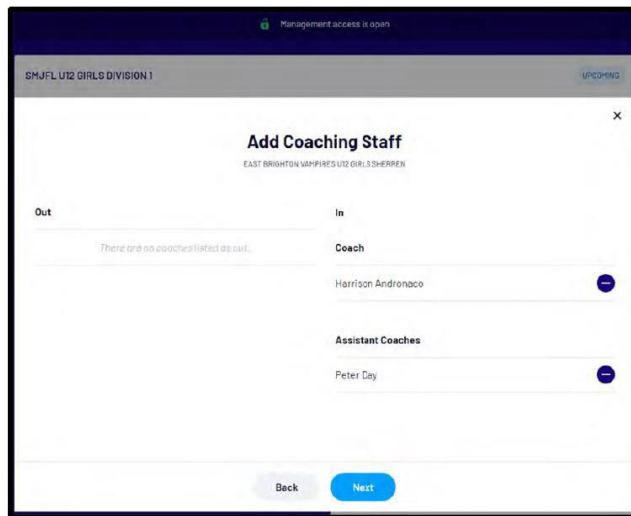 Management access is open
SMJFL U12 GIRLS DIVISION 1
UPCOMING
Add Coaching Staff
EAST BRIGHTON VAMPIRES U12 GIRLS SHERREN
Out
There are no coaches listed as out.
In
Coach
Harrison Andronaco
Assistant Coaches
Peter Day
Back
Next